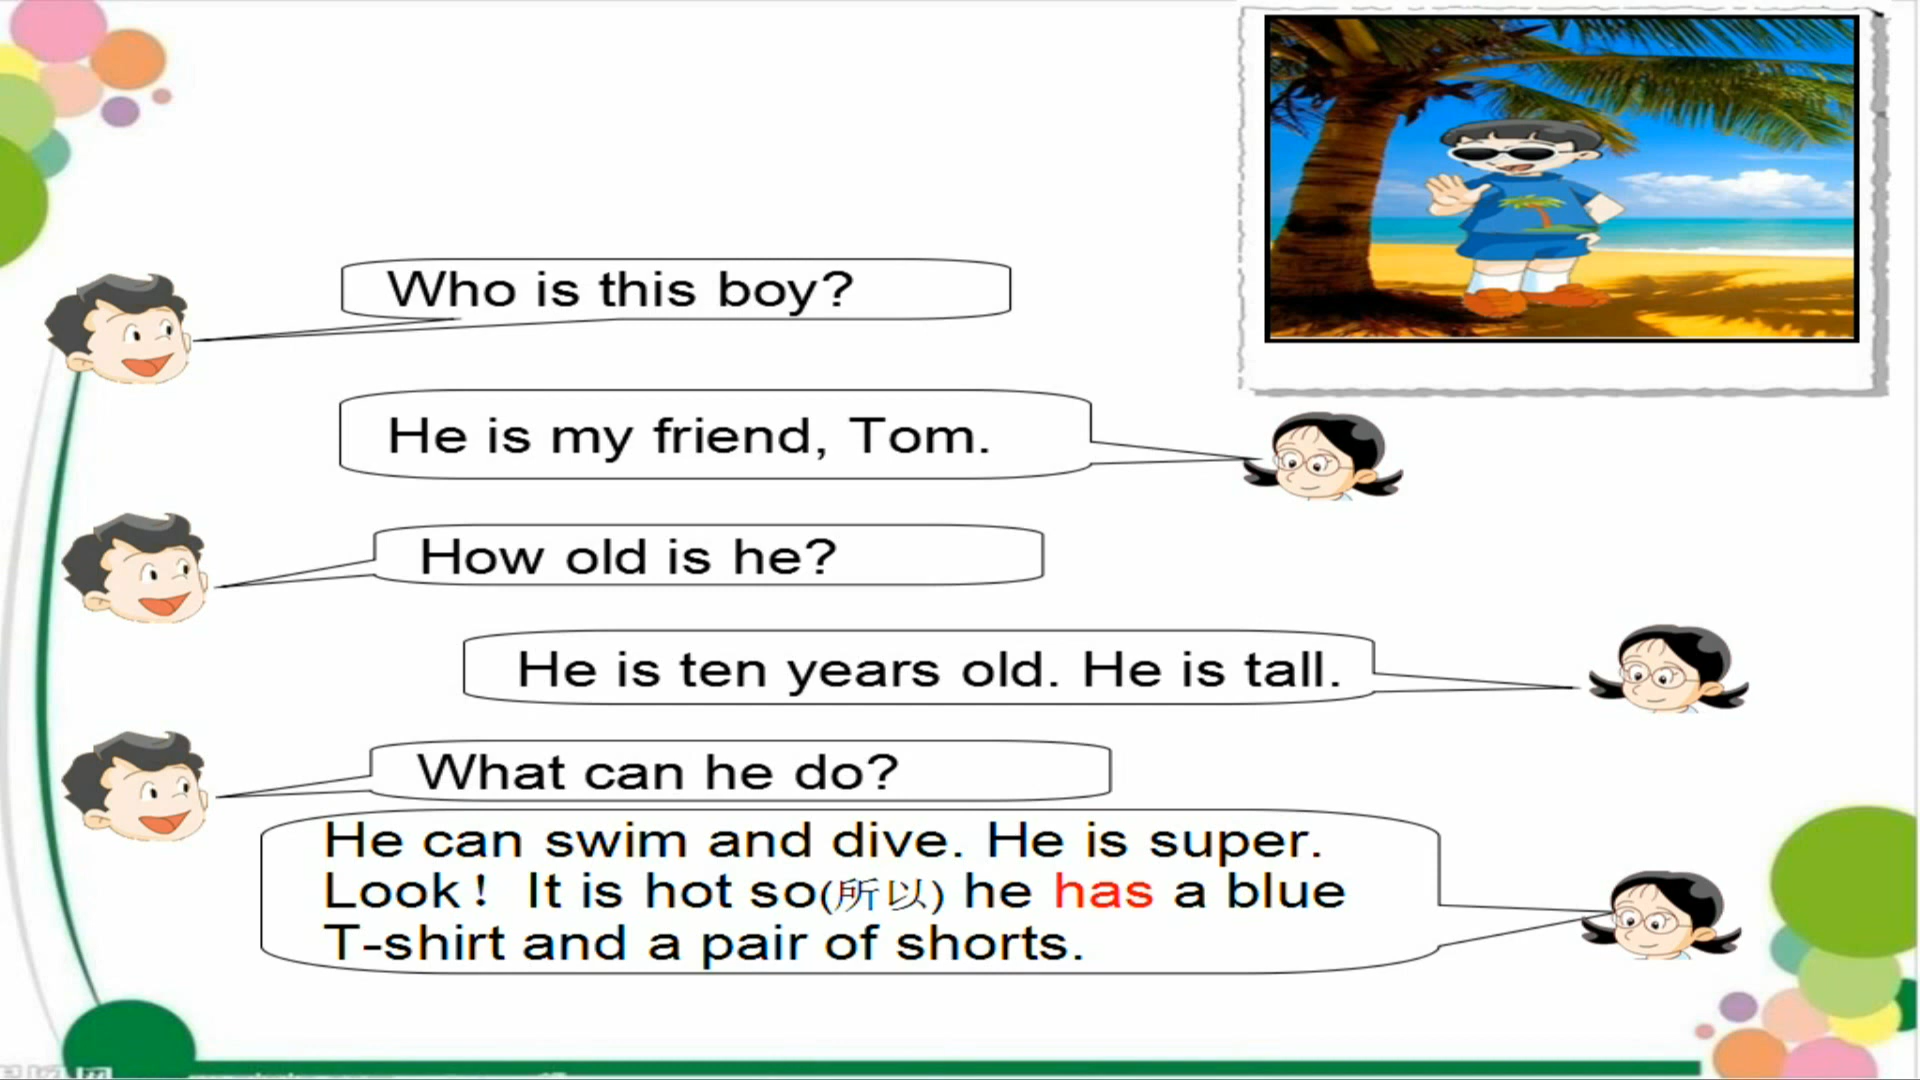 Who is this boy?
He is my friend, Tom.
How old is he?
He is ten years old. He is tall.
What can he do?
He can swim and dive. He is super.
Look！ It is hot so(所以) he has a blue
T-shirt and a pair of shorts.